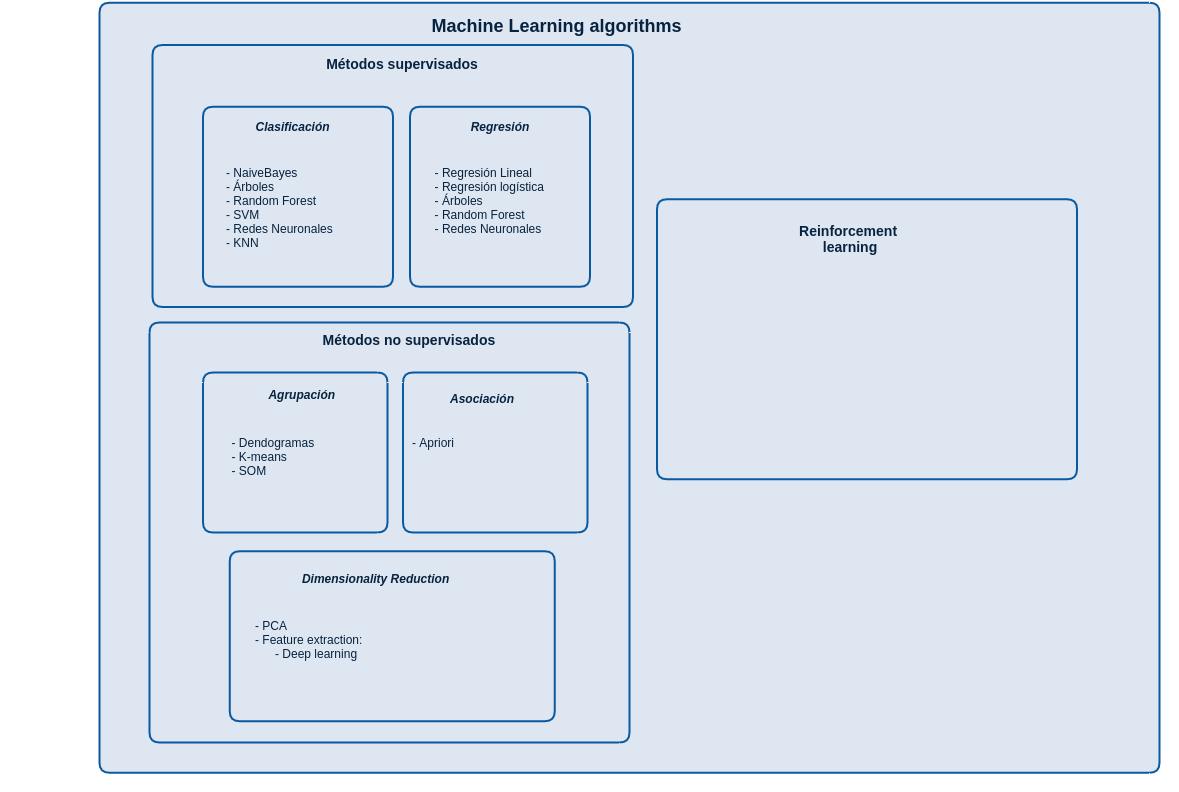 Machine Learning algorithms
Métodos supervisados
Clasificación
- NaiveBayes
- Árboles
- Random Forest
- SVM
- Redes Neuronales
- KNN
Regresión
- Regresión Lineal
- Regresión logística
- Árboles
- Random Forest
- Redes Neuronales
Métodos no supervisados
Agrupación
- Dendogramas
- K-means
- SOM
Asociación
- Apriori
Dimensionality Reduction
- PCA
- Feature extraction:
- Deep learning
Reinforcement
learning